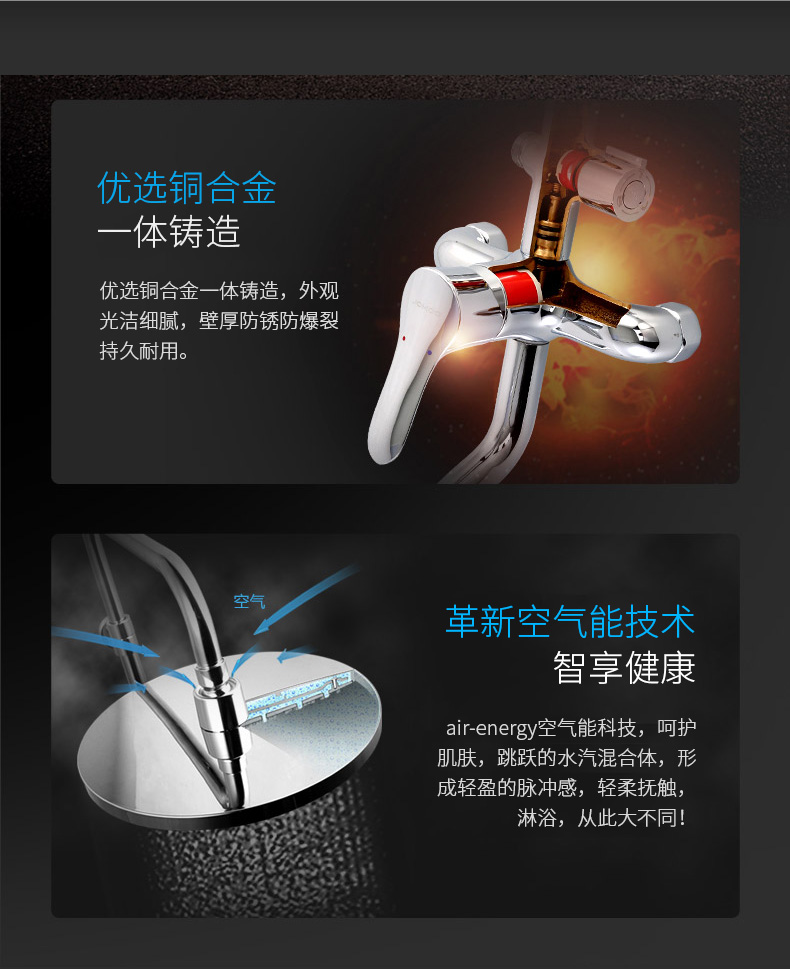 优选铜合金
一体铸造
优选铜合金一体铸造，外观
光洁细腻，壁厚防锈防爆裂
持久耐用。
空气
革新空气能技术
智享健康
air-energy空气能科技，呵护
肌肤，跳跃的水汽混合体，形
成轻盈的脉冲感，轻柔抚触，
淋浴，从此大不同！